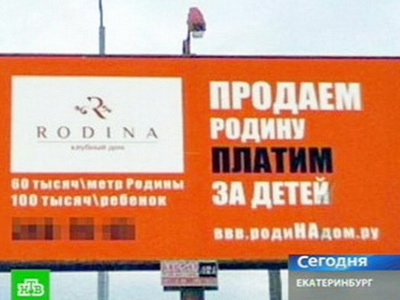 RODINA
клубный дом
60 тысяч\метр Родины
100 тысяч\ребенок
ПРОДАЕМ
РОДИНУ
ПЛАТИМ
ЗА ДЕТЕЙ
ввв.родиНАдом.ру
НТВ
Сегодня
ЕКАТЕРИНБУРГ